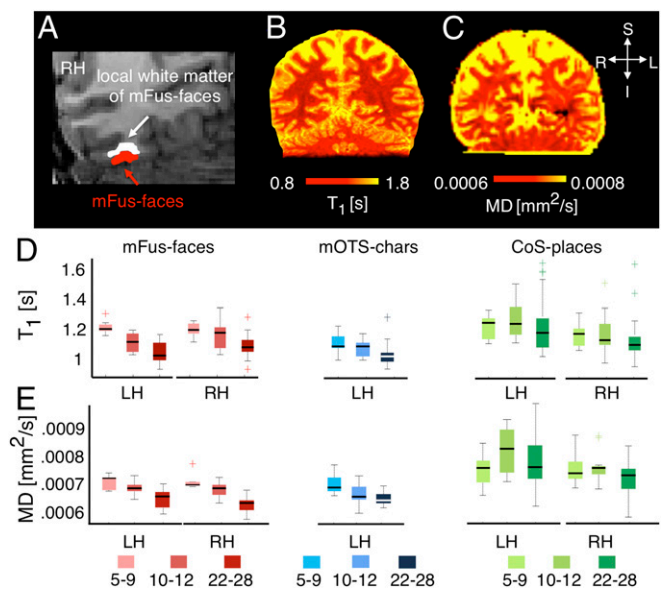 A
B
C
RH
local white matter
of mFus-faces
mFus-faces
S
R
L
I
0.8
1.8
T1 [s]
0.0006
0.0008
MD [mm²/s]
D
mFus-faces
mOTS-chars
CoS-places
T1 [s]
1.6
1.4
1.2
1
LH
RH
LH
LH
RH
E
MD [mm²/s]
.0009
.0008
.0007
.0006
LH
RH
LH
LH
RH
5-9
10-12
22-28
5-9
10-12
22-28
5-9
10-12
22-28